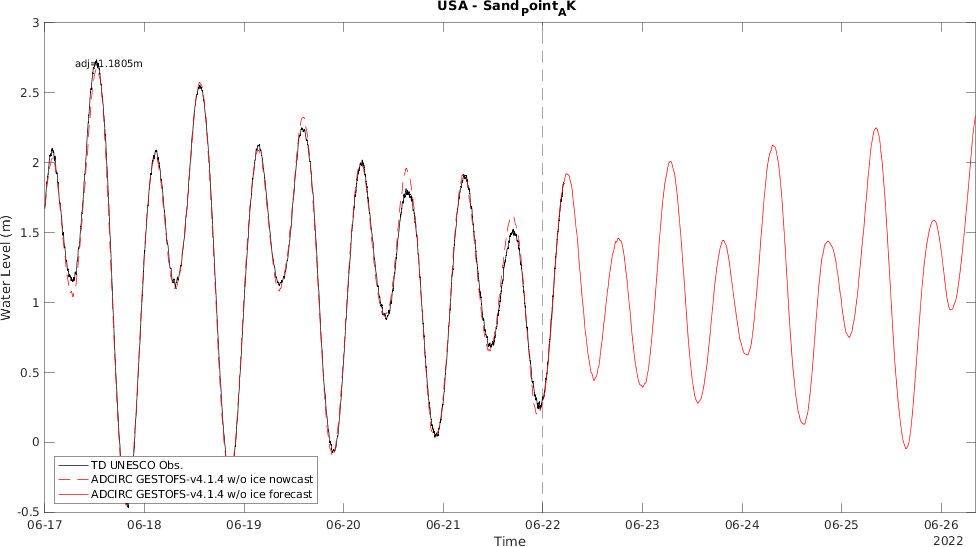 USA - Sand_Point_AK
3
adj=1.1805m
2.5
2
1.5
1
0.5
0
-0.5
Water Level (m)
TD UNESCO Obs.
ADCIRC GESTOFS-v4.1.4 w/o ice nowcast
ADCIRC GESTOFS-v4.1.4 w/o ice forecast
06-17 06-18 06-19 06-20 06-21 06-22 06-23 06-24 06-25 06-26
Time
2022